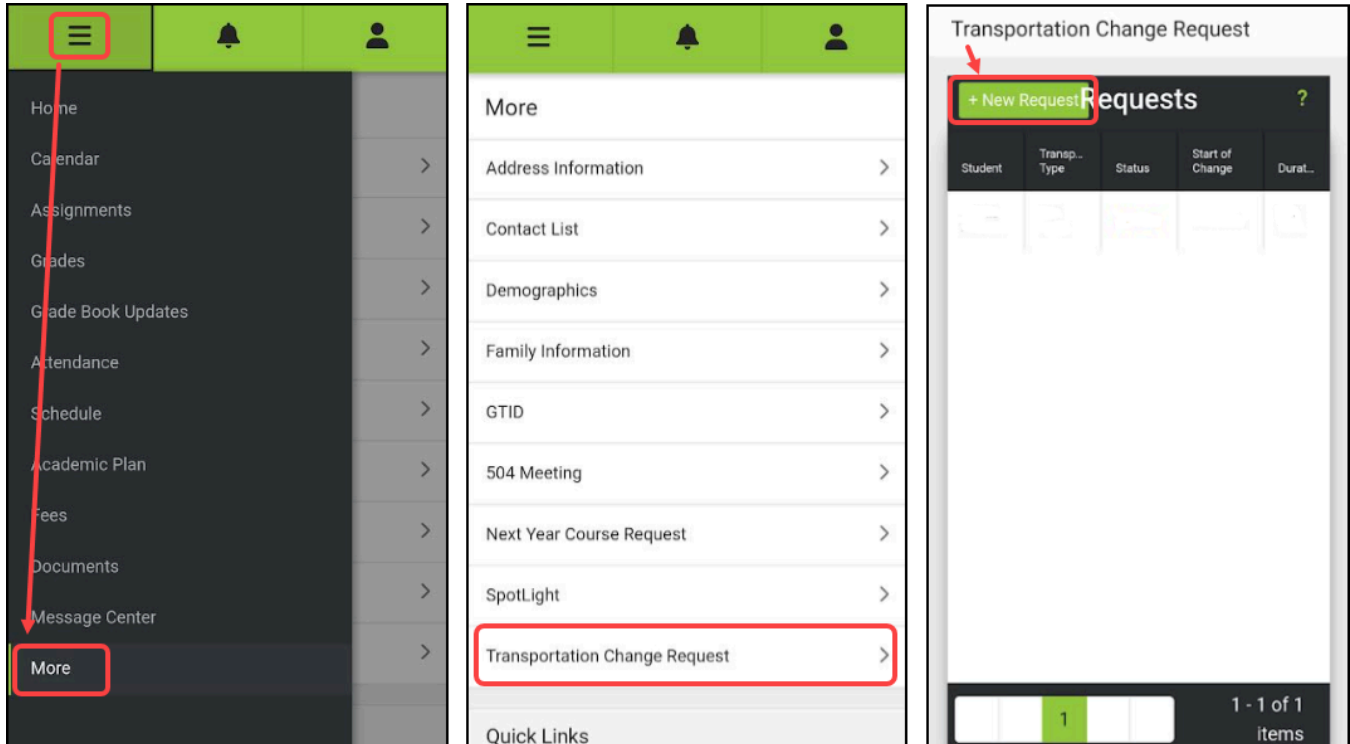 Home
Calendar
Assignments
Grades
Grade Book Updates
Attendance
Schedule
Academic Plan
Fees
Documents
Message Center
More
More
Address Information
Contact List
Demographics
Family Information
GTID
504 Meeting
Next Year Course Request
SpotLight
Transportation Change Request
Quick Links
Transportation Change Request
+ New Request Requests ?
Student
Transp...
Type
Status
Start of
Change
Durat...
1
1 - 1 of 1
items